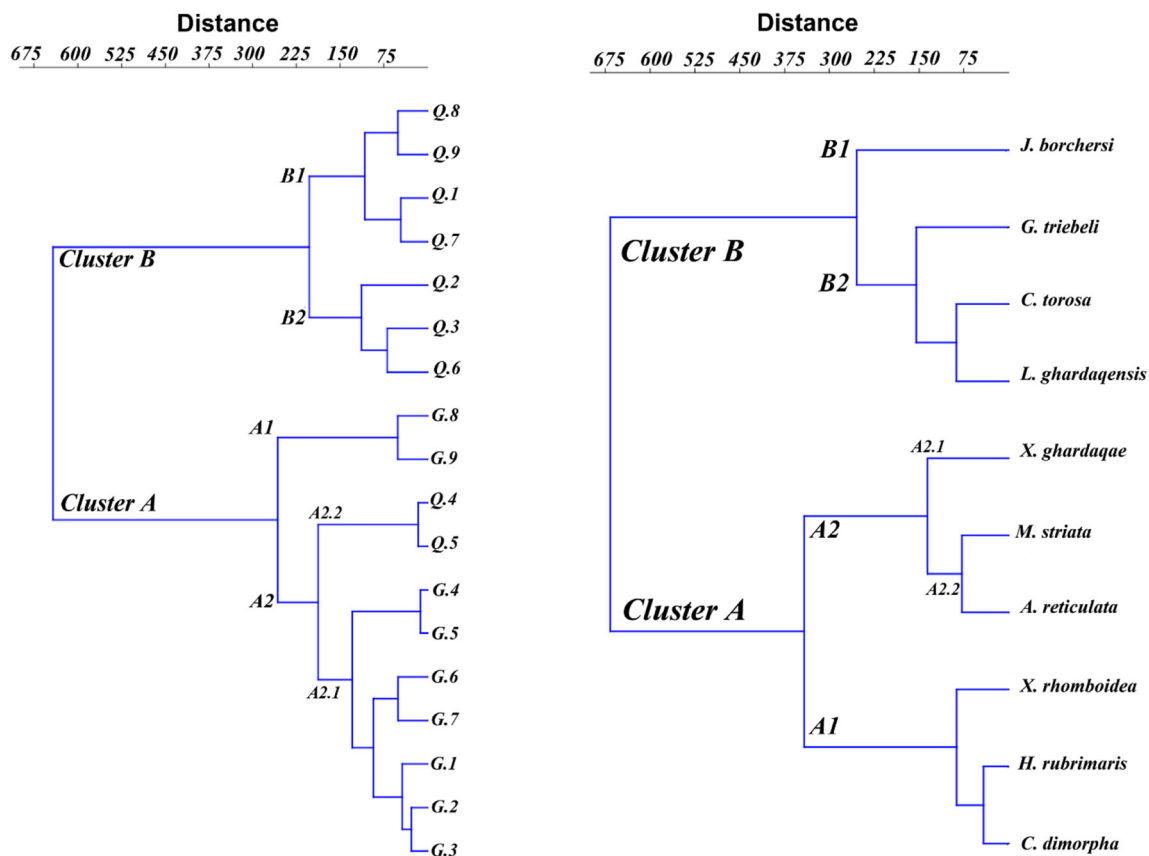 Distance
675 600 525 450 375 300 225 150 75
Q.8
Q.9
B1
Q.1
Q.7
Cluster B
Q.2
B2
Q.3
Q.6
G.8
A1
G.9
Cluster A
Q.4
A2.2
Q.5
G.4
A2
G.5
G.6
A2.1
G.7
G.1
G.2
G.3
Distance
675 600 525 450 375 300 225 150 75
B1
J. borchersi
G. triebeli
Cluster B
B2
C. torosa
L. ghardaqensis
A2.1
X. ghardaqae
A2
M. striata
A2.2
A. reticulata
Cluster A
X. rhomboidea
A1
H. rubrimaris
C. dimorpha